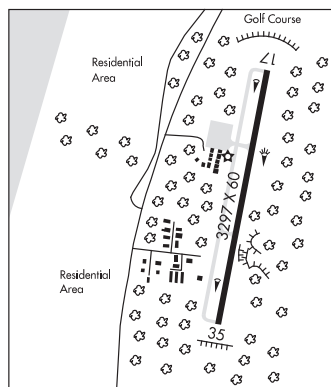 Golf Course
17
Residential
Area
3297 X 60
Residential
Area
35